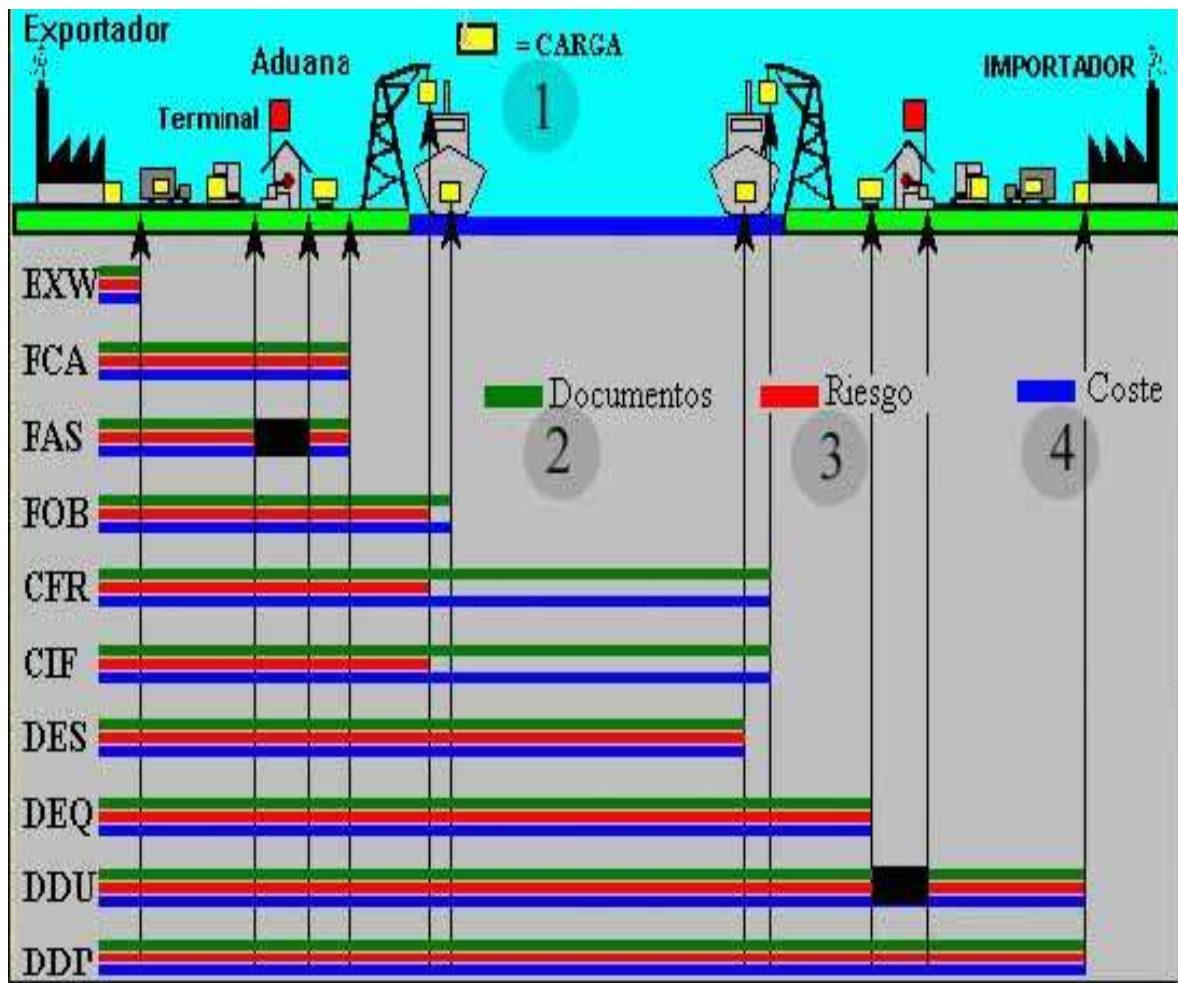 Exportador
= CARGA
Aduana
1
IMPORTADOR
Terminal
EXW
FCA
Documentos
Riesgo
Coste
FAS
2
3
4
FOB
CFR
CIF
DES
DEQ
DDU
DDP